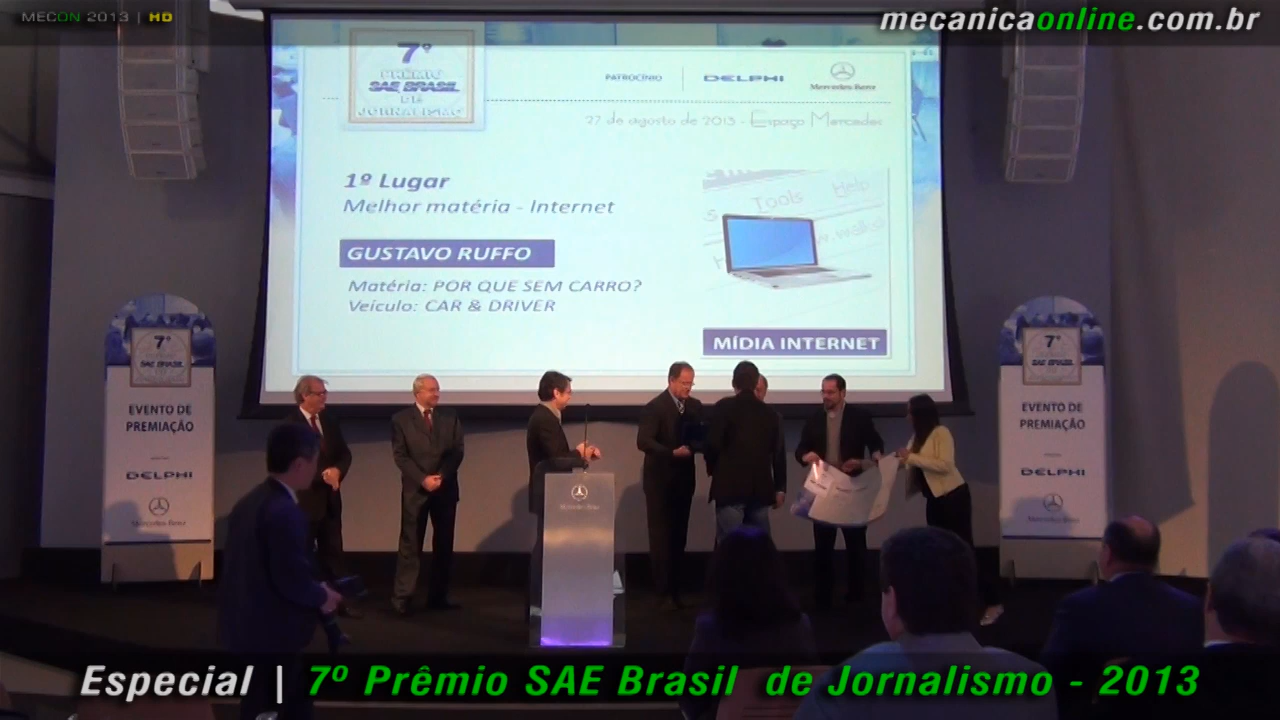 MECON 2013 | HD
mecanicaonline.com.br
7º
PRÊMIO
SAE BRASIL
DE
JORNALISMO
PATROCÍNIO
DELPHI
Mercedes-Benz
27 de agosto de 2013 - Espaço Mercedes
1º Lugar
Melhor matéria - Internet
GUSTAVO RUFFO
Matéria: POR QUE SEM CARRO?
Veículo: CAR & DRIVER
Tools Help
MÍDIA INTERNET
7º
SAE BRASIL
EVENTO DE
PREMIAÇÃO
DELPHI
Mercedes-Benz
Mercedes-Benz
7º
SAE BRASIL
EVENTO DE
PREMIAÇÃO
DELPHI
Mercedes-Benz
Especial | 7º Prêmio SAE Brasil de Jornalismo - 2013